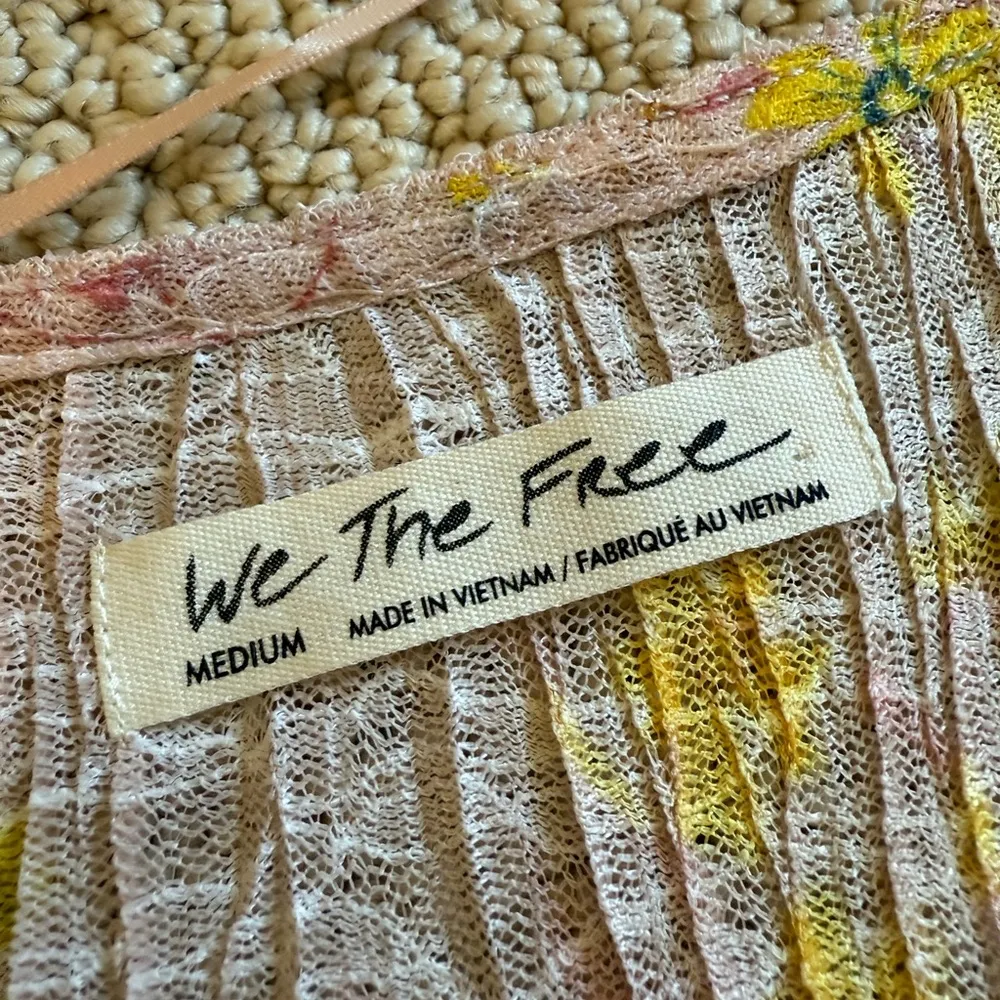 We The Free
MEDIUM MADE IN VIETNAM / FABRIQUÉ AU VIETNAM